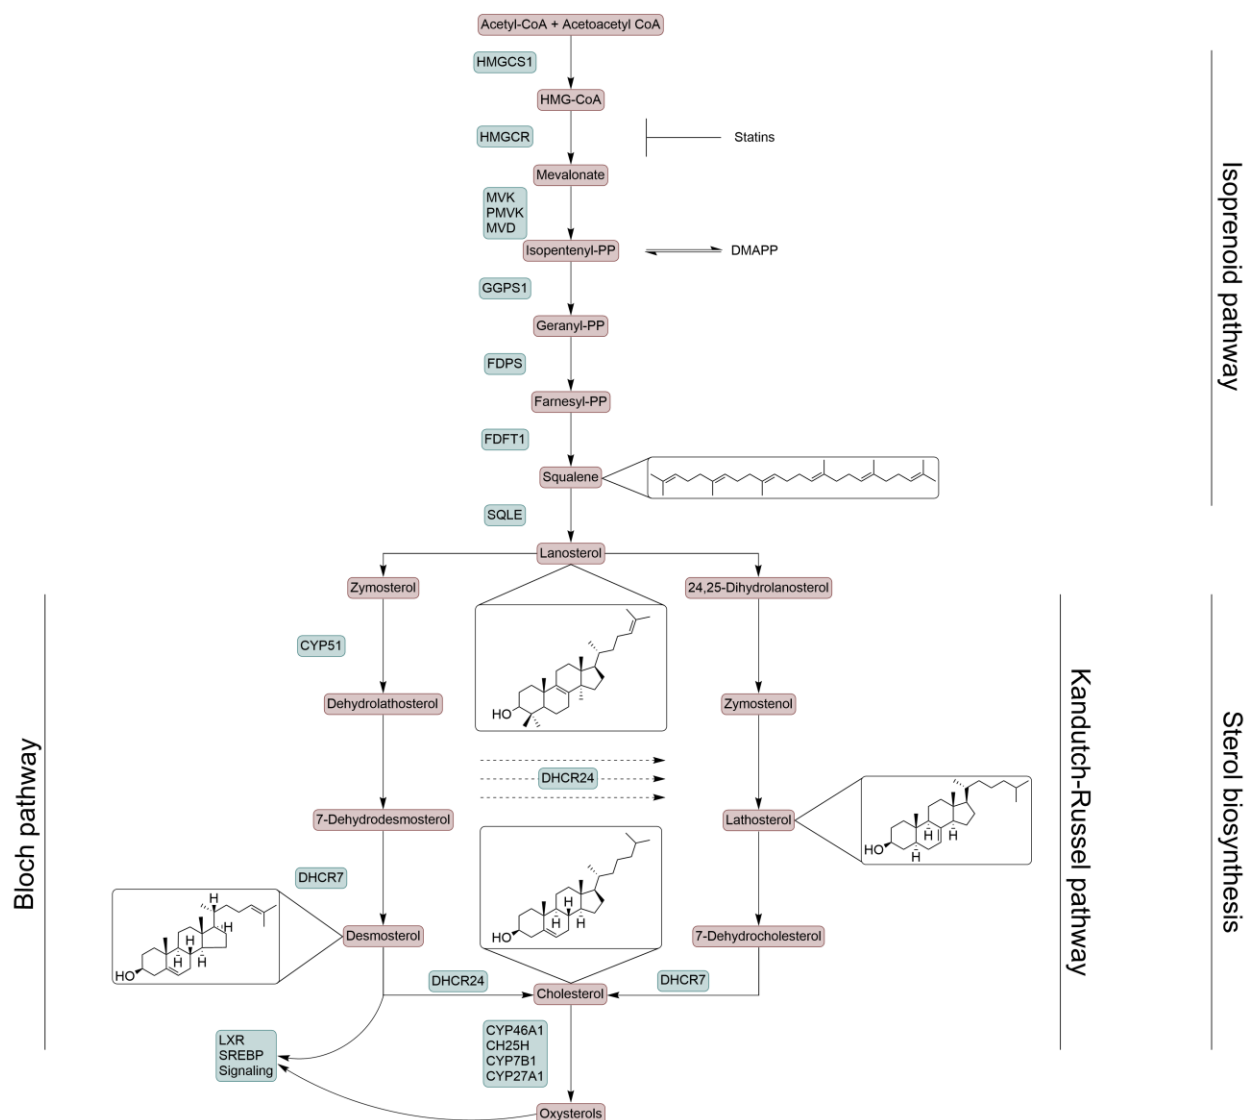 Acetyl-CoA + Acetoacetyl CoA
HMGCS1
HMG-CoA
HMGCR
Statins
Mevalonate
MVK
PMVK
MVD
Isopentenyl-PP
DMAPP
GGPS1
Geranyl-PP
FDPS
Farnesyl-PP
FDFT1
Squalene
SQLE
Lanosterol
Isoprenoid pathway
Zymosterol
24,25-Dihydrolanosterol
CYP51
HO
Dehydrolathosterol
Zymostenol
DHCR24
7-Dehydrodesmosterol
Lathosterol
H
H
HO
H
DHCR7
H
H
H
H
H
HO
Desmosterol
H
H
H
HO
7-Dehydrocholesterol
DHCR24
Cholesterol
DHCR7
LXR
SREBP
Signaling
CYP46A1
CH25H
CYP7B1
CYP27A1
Oxysterols
Bloch pathway
Kandutch-Russel pathway
Sterol biosynthesis